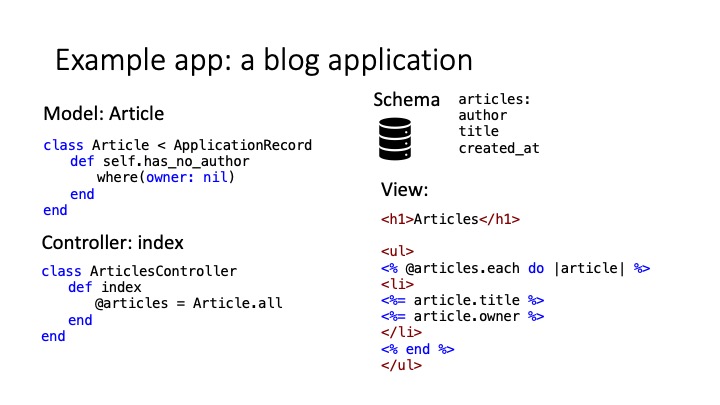 Example app: a blog application
Model: Article
class Article < ApplicationRecord
def self.has_no_author
where(owner: nil)
end
end
Controller: index
class ArticlesController
def index
@articles = Article.all
end
end
Schema
articles:
author
title
created_at
View:
<h1>Articles</h1>
<ul>
<% @articles.each do |article| %>
<li>
<%= article.title %>
<%= article.owner %>
</li>
<% end %>
</ul>